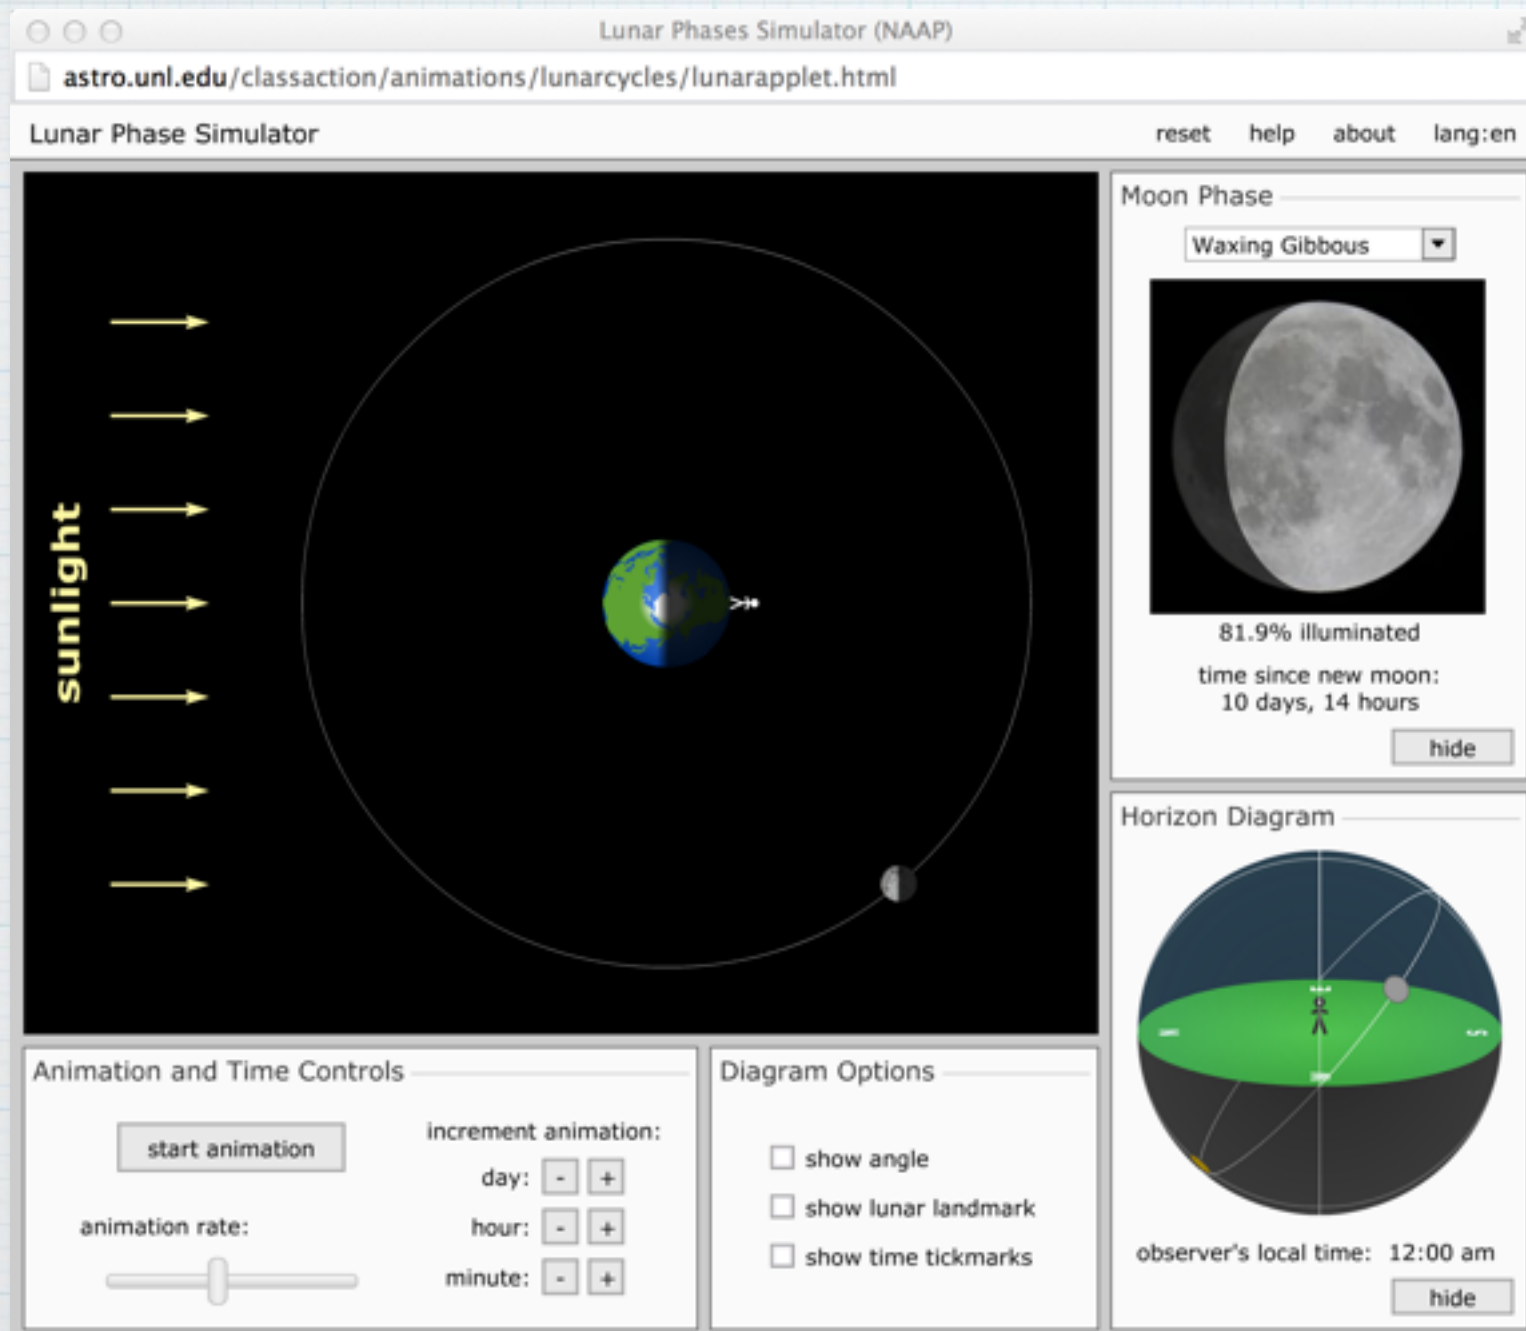 Lunar Phases Simulator (NAAP)
astro.unl.edu/classaction/animations/lunarcycles/lunarapplet.html
Lunar Phase Simulator
reset help about lang:en
sunlight
Moon Phase
Waxing Gibbous
81.9% illuminated
time since new moon:
10 days, 14 hours
hide
Horizon Diagram
observer's local time: 12:00 am
hide
Animation and Time Controls
start animation
animation rate:
increment animation:
day: - +
hour: - +
minute: - +
Diagram Options
show angle
show lunar landmark
show time tickmarks